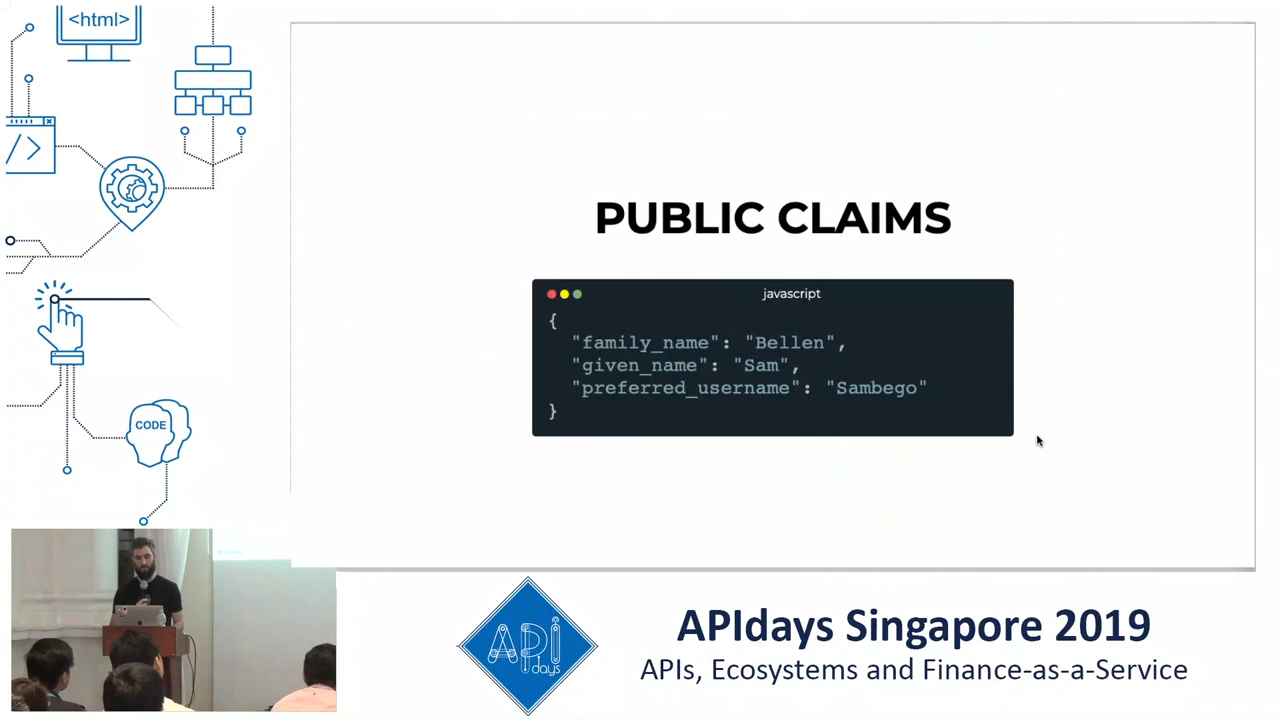 <html>
</>
CODE
PUBLIC CLAIMS
javascript
{
"family_name": "Bellen",
"given_name": "Sam",
"preferred_username": "Sambego"
}
API
days
APIdays Singapore 2019
APIs, Ecosystems and Finance-as-a-Service